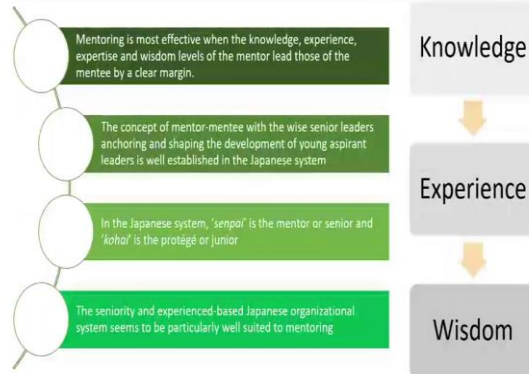 Mentoring is most effective when the knowledge, experience,
expertise and wisdom levels of the mentor lead those of the
mentee by a clear margin.
The concept of mentor-mentee with the wise senior leaders
anchoring and shaping the development of young aspirant
leaders is well established in the Japanese system
In the Japanese system, 'senpai' is the mentor or senior and
'kohai' is the protégé or junior
The seniority and experienced-based Japanese organizational
system seems to be particularly well suited to mentoring
Knowledge
Experience
Wisdom